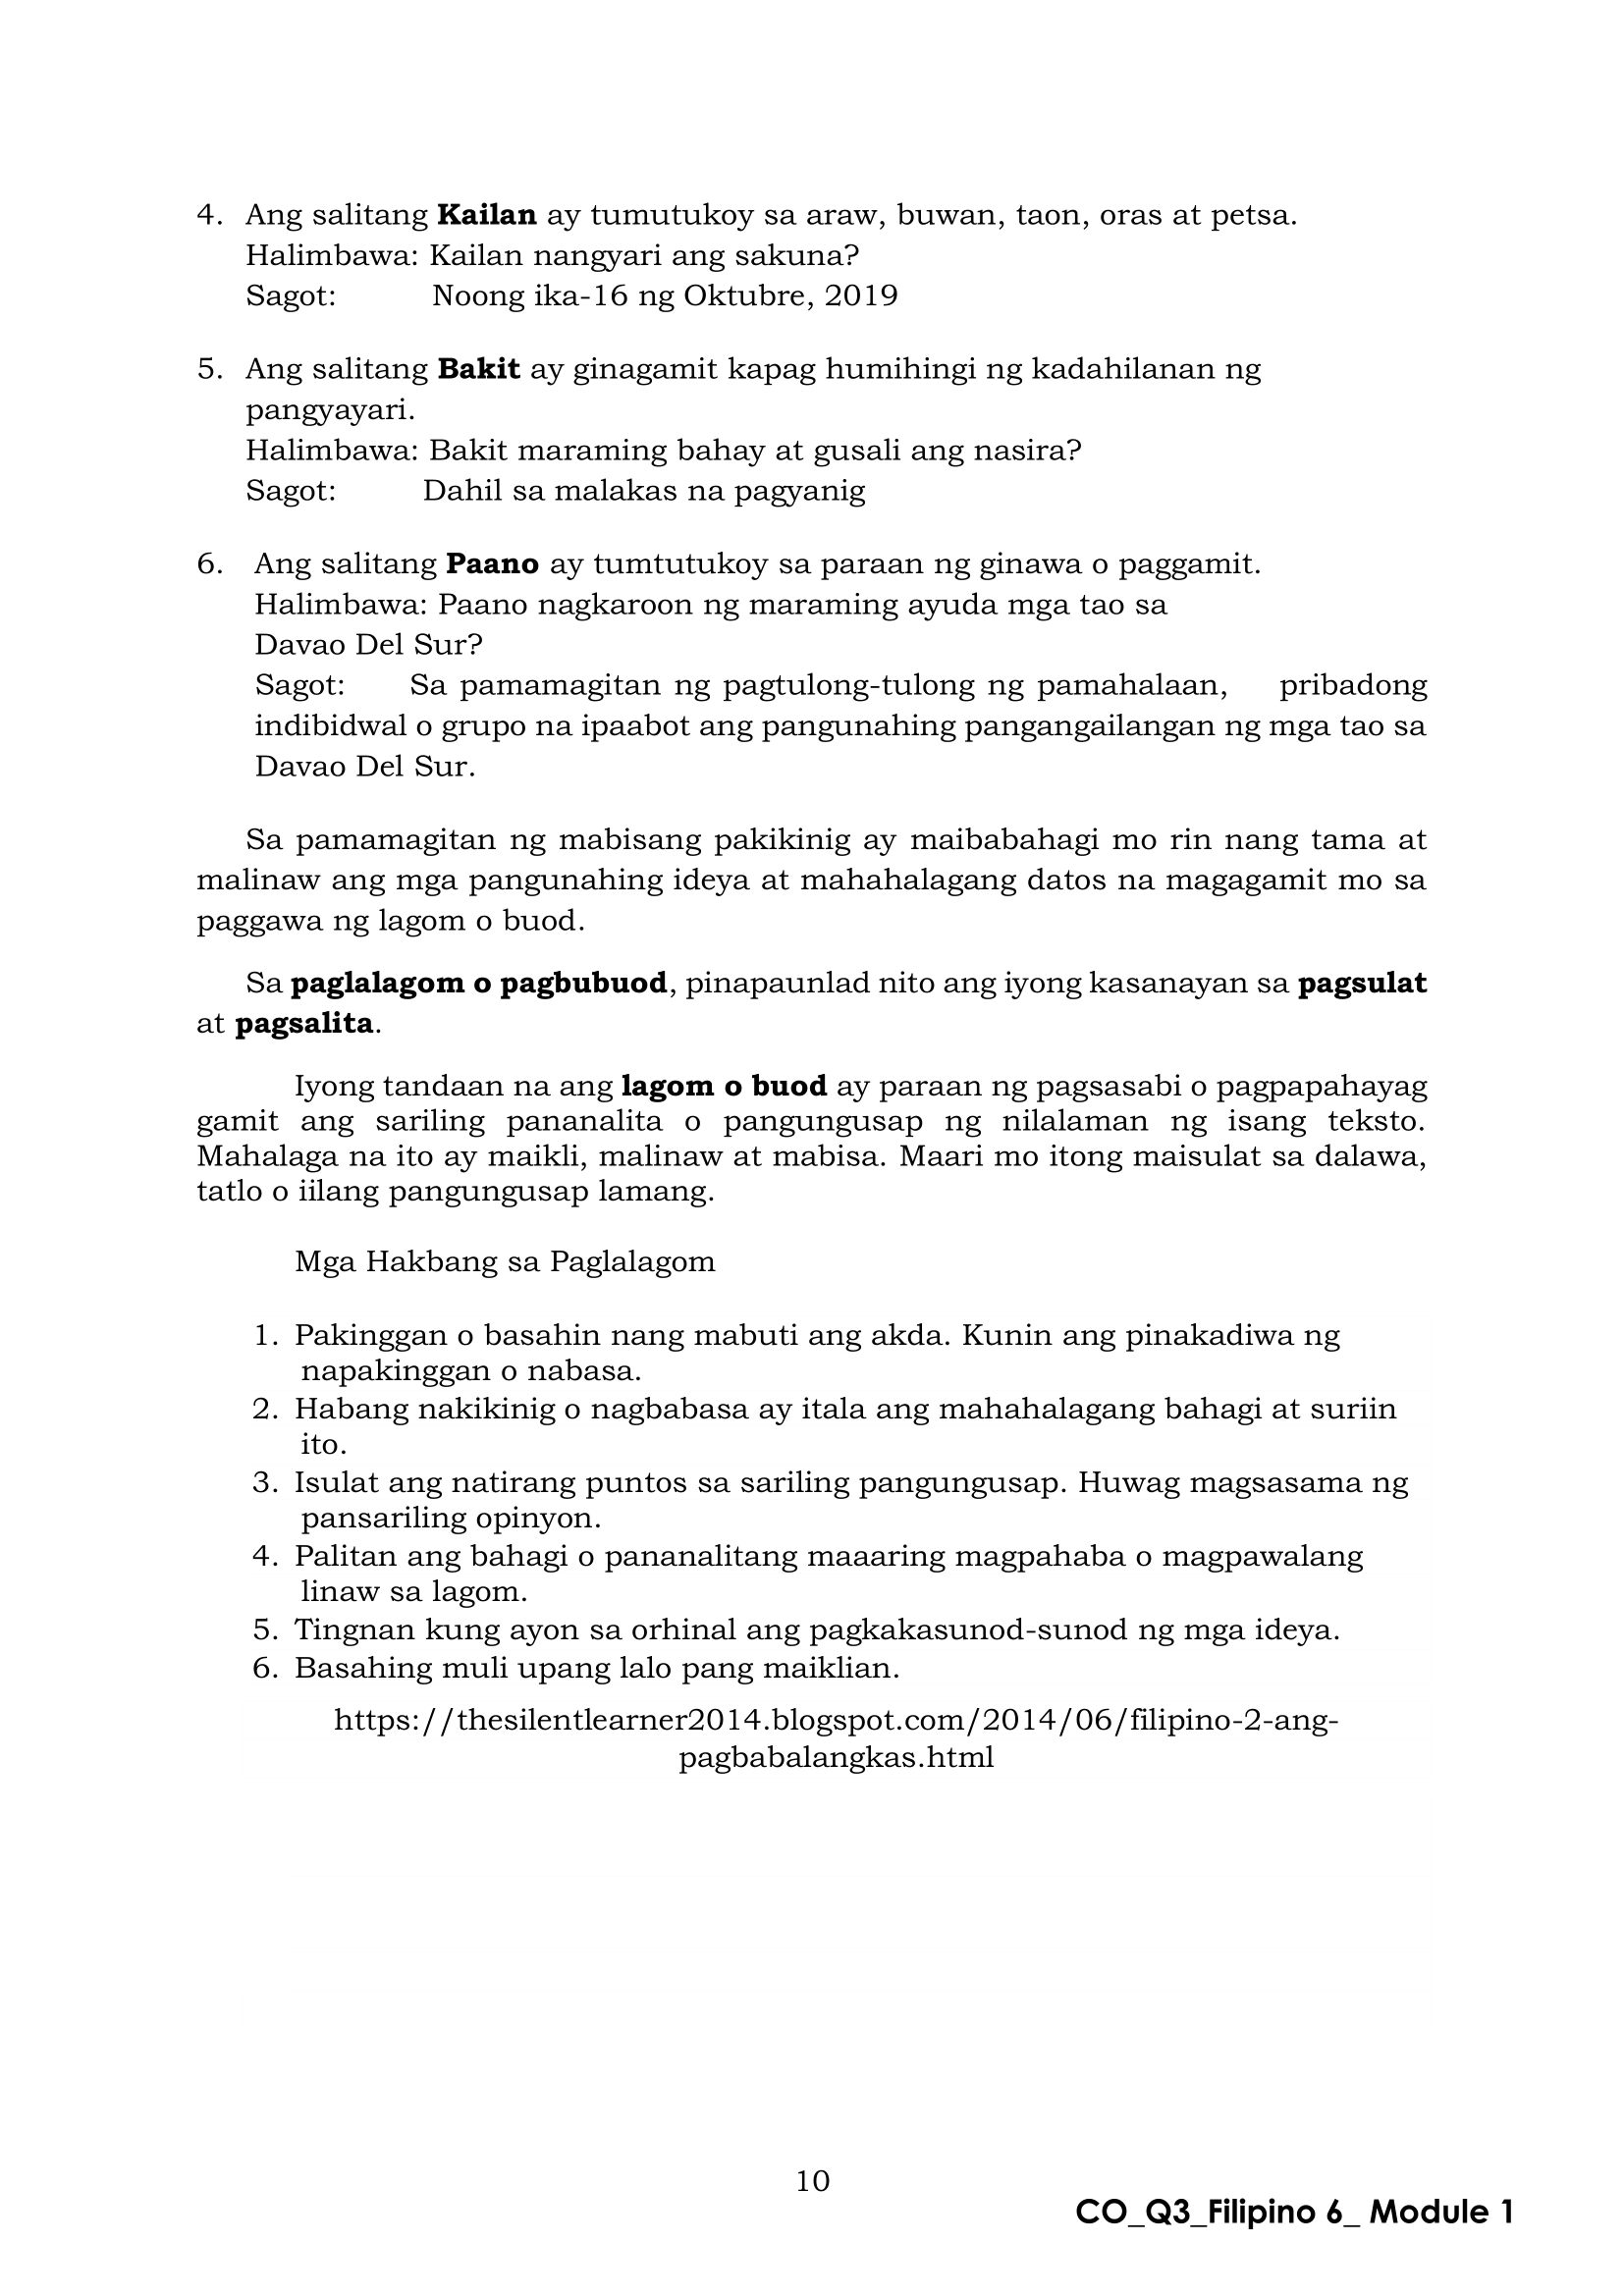 4. Ang salitang Kailan ay tumutukoy sa araw, buwan, taon, oras at petsa.
Halimbawa: Kailan nangyari ang sakuna?
Sagot: Noong ika-16 ng Oktubre, 2019
5. Ang salitang Bakit ay ginagamit kapag humihingi ng kadahilanan ng
pangyayari.
Halimbawa: Bakit maraming bahay at gusali ang nasira?
Sagot: Dahil sa malakas na pagyanig
6. Ang salitang Paano ay tumtutukoy sa paraan ng ginawa o paggamit.
Halimbawa: Paano nagkaroon ng maraming ayuda mga tao sa
Davao Del Sur?
Sagot: Sa pamamagitan ng pagtulong-tulong ng pamahalaan, pribadong
indibidwal o grupo na ipaabot ang pangunahing pangangailangan ng mga tao sa
Davao Del Sur.
Sa pamamagitan ng mabisang pakikinig ay maibabahagi mo rin nang tama at
malinaw ang mga pangunahing ideya at mahahalagang datos na magagamit mo sa
paggawa ng lagom o buod.
Sa paglalagom o pagbubuod, pinapaunlad nito ang iyong kasanayan sa pagsulat
at pagsalita.
Iyong tandaan na ang lagom o buod ay paraan ng pagsasabi o pagpapahayag
gamit ang sariling pananalita o pangungusap ng nilalaman ng isang teksto.
Mahalaga na ito ay maikli, malinaw at mabisa. Maari mo itong maisulat sa dalawa,
tatlo o iilang pangungusap lamang.
Mga Hakbang sa Paglalagom
1. Pakinggan o basahin nang mabuti ang akda. Kunin ang pinakadiwa ng
napakinggan o nabasa.
2. Habang nakikinig o nagbabasa ay itala ang mahahalagang bahagi at suriin
ito.
3. Isulat ang natirang puntos sa sariling pangungusap. Huwag magsasama ng
pansariling opinyon.
4. Palitan ang bahagi o pananalitang maaaring magpahaba o magpawalang
linaw sa lagom.
5. Tingnan kung ayon sa orhinal ang pagkakasunod-sunod ng mga ideya.
6. Basahing muli upang lalo pang maiklian.
https://thesilentlearner2014.blogspot.com/2014/06/filipino-2-ang-
pagbabalangkas.html
10
CO_Q3_Filipino 6_ Module 1